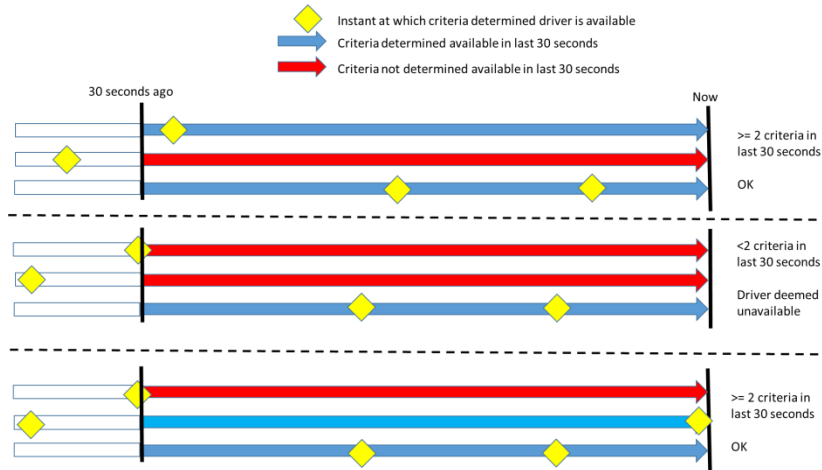 Instant at which criteria determined driver is available
Criteria determined available in last 30 seconds
Criteria not determined available in last 30 seconds
30 seconds ago
Now
>= 2 criteria in
last 30 seconds
OK
<2 criteria in
last 30 seconds
Driver deemed
unavailable
>= 2 criteria in
last 30 seconds
OK